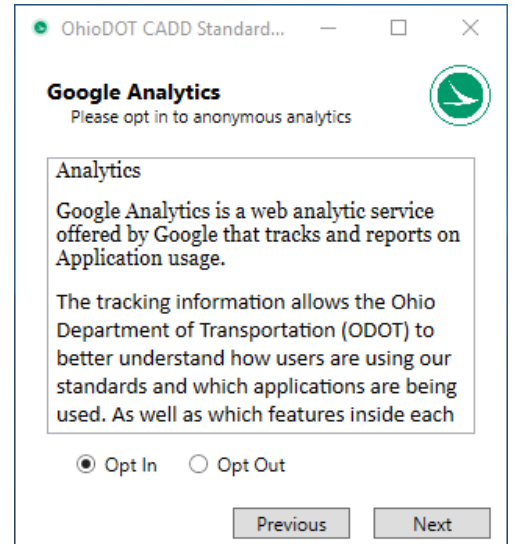 OhioDOT CADD Standard...
Google Analytics
Please opt in to anonymous analytics
Analytics
Google Analytics is a web analytic service
offered by Google that tracks and reports on
Application usage.
The tracking information allows the Ohio
Department of Transportation (ODOT) to
better understand how users are using our
standards and which applications are being
used. As well as which features inside each
Opt In Opt Out
Previous Next